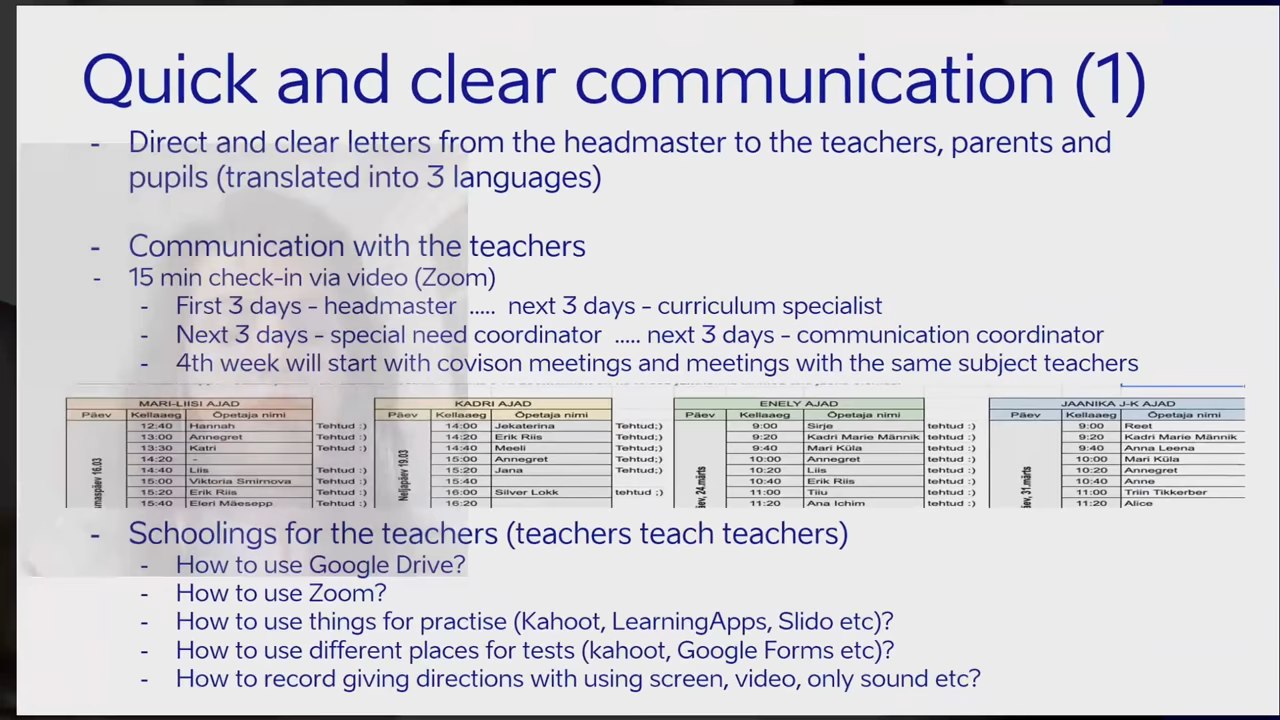 Quick and clear communication (1)
- Direct and clear letters from the headmaster to the teachers, parents and
pupils (translated into 3 languages)
- Communication with the teachers
- 15 min check-in via video (Zoom)
- First 3 days - headmaster ..... next 3 days - curriculum specialist
- Next 3 days - special need coordinator ..... next 3 days - communication coordinator
- 4th week will start with covison meetings and meetings with the same subject teachers
MARI-LIISI AJAD
Päev Kellaaeg Õpetaja nimi
12:40 Hannah Tehtud :)
13:00 Annegret Tehtud :)
13:30 Katri Tehtud :)
14:20 -
14:40 Liis Tehtud :)
15:00 Viktoria Smirnova Tehtud :)
15:20 Erik Riis Tehtud :)
15:40 Eleri Mäesepp Tehtud :)
16.03
KADRI AJAD
Päev Kellaaeg Õpetaja nimi
14:00 Jekaterina Tehtud;)
14:20 Erik Riis Tehtud;)
14:40 Meeli Tehtud;)
15:00 Annegret Tehtud;)
15:20 Jana Tehtud;)
15:40
16:00 Silver Lokk tehtud ;)
16:20
Neljapäev 19.03
ENELY AJAD
Päev Kellaaeg Õpetaja nimi
9:00 Sirje tehtud :)
9:20 Kadri Marie Männik tehtud :)
9:40 Mari Küla tehtud :)
10:00 Annegret tehtud :)
10:20 Liis tehtud :)
10:40 Erik Riis tehtud :)
11:00 Tiiu tehtud :)
11:20 Ana Ichim tehtud :)
24.märts
JAANIKA J-K AJAD
Päev Kellaaeg Õpetaja nimi
9:00 Reet
9:20 Kadri Marie Männik
9:40 Anna Leena
10:00 Mari Küla
10:20 Annegret
10:40 Anne
11:00 Triin Tikkerber
11:20 Alice
31.märts
- Schoolings for the teachers (teachers teach teachers)
- How to use Google Drive?
- How to use Zoom?
- How to use things for practise (Kahoot, LearningApps, Slido etc)?
- How to use different places for tests (kahoot, Google Forms etc)?
- How to record giving directions with using screen, video, only sound etc?